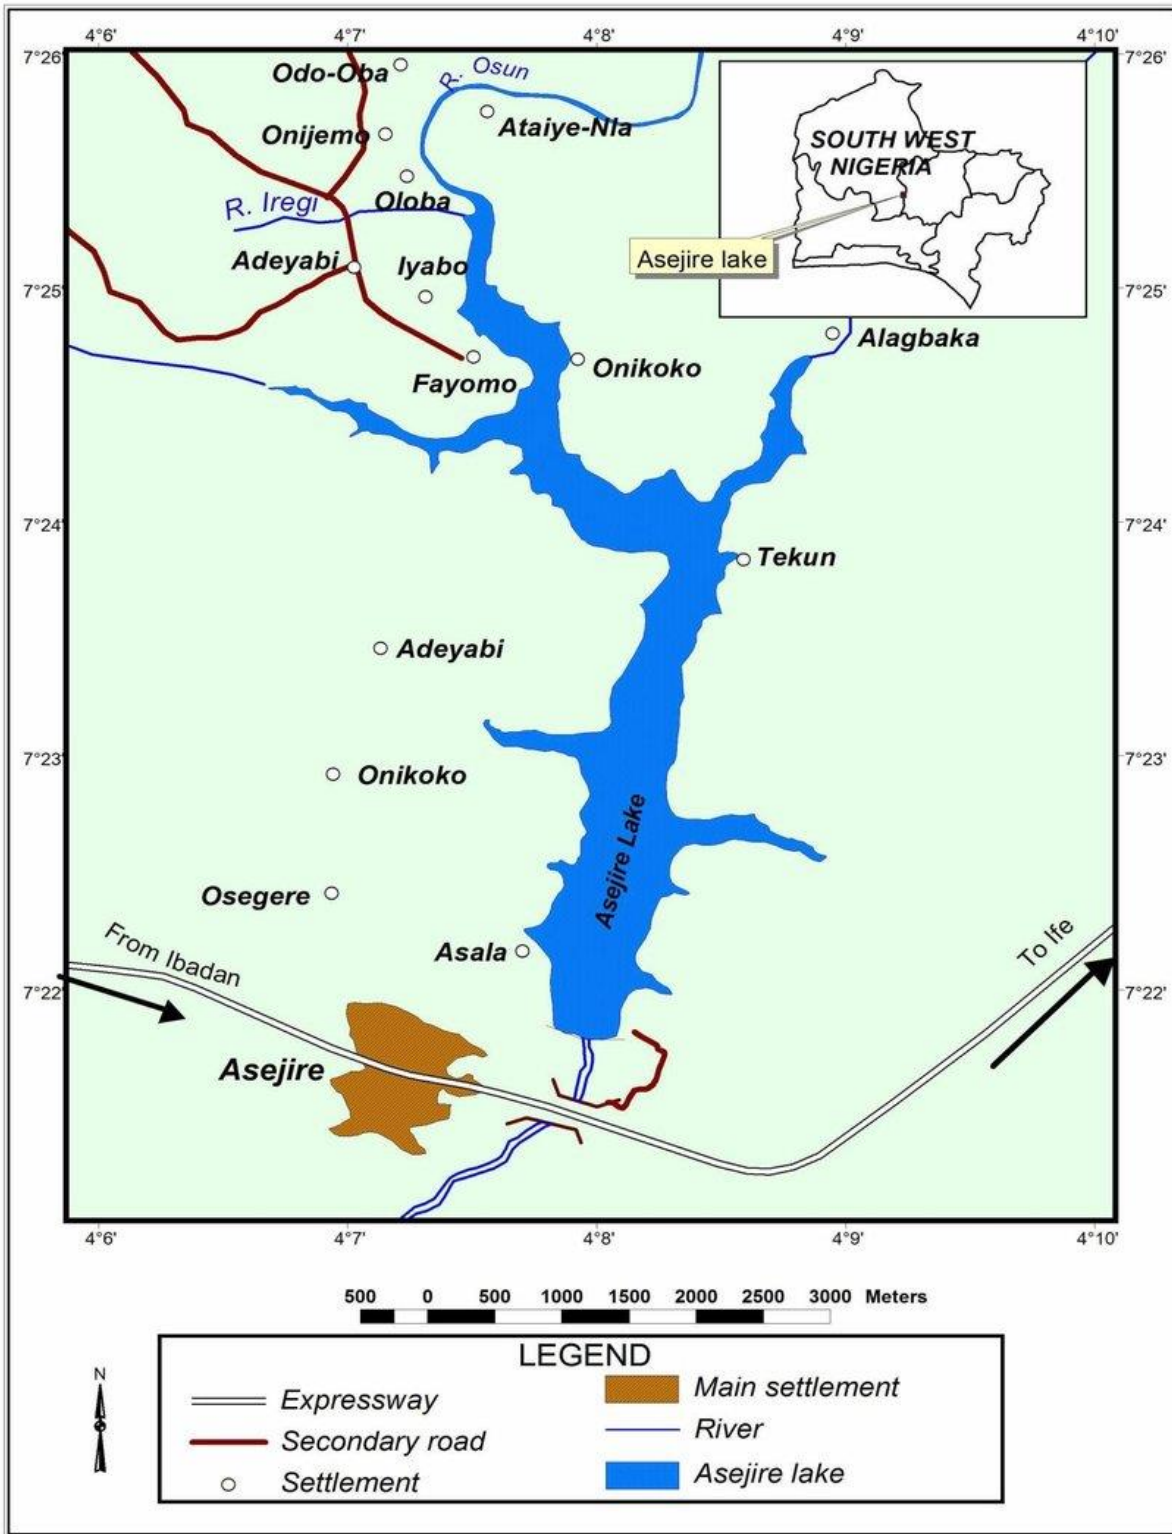 4°6' 4°7' 4°8' 4°9' 4°10'
7°26' 7°26'
Odo-Oba
R. Osun
Onijemo
Ataiye-Nla
SOUTH WEST
NIGERIA
Oloba
R. Iregi
Adeyabi
Iyabo
Asejire lake
7°25' 7°25'
Alagbaka
Fayomo
Onikoko
7°24' 7°24'
Tekun
Adeyabi
7°23' 7°23'
Onikoko
Asejire Lake
Osegere
From Ibadan
Asala
To Ife
7°22' 7°22'
Asejire
4°6' 4°7' 4°8' 4°9' 4°10'
500 0 500 1000 1500 2000 2500 3000 Meters
LEGEND
N
Expressway
Secondary road
Settlement
Main settlement
River
Asejire lake